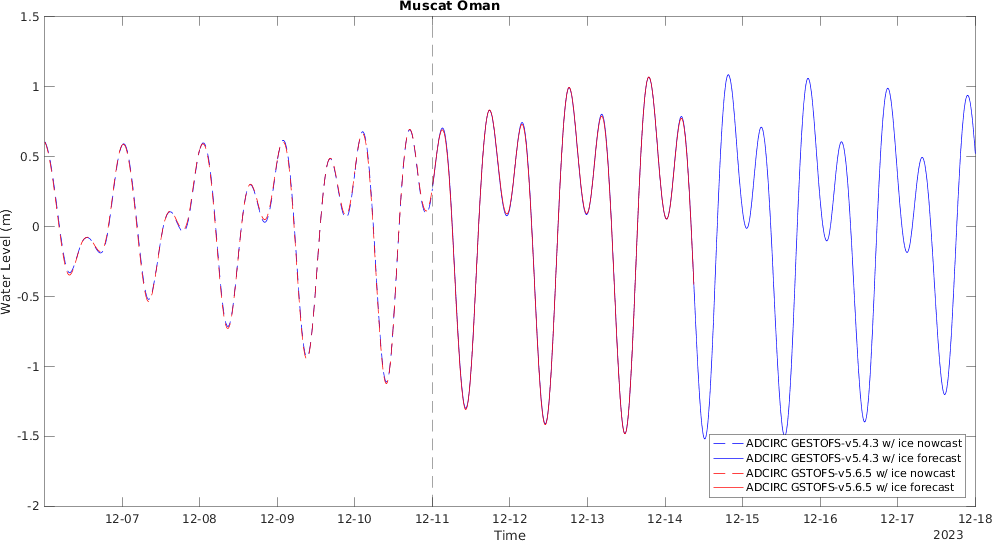 Muscat Oman
1.5
1
0.5
0
-0.5
-1
-1.5
-2
Water Level (m)
12-07 12-08 12-09 12-10 12-11 12-12 12-13 12-14 12-15 12-16 12-17 12-18
Time
2023
ADCIRC GESTOFS-v5.4.3 w/ ice nowcast
ADCIRC GESTOFS-v5.4.3 w/ ice forecast
ADCIRC GSTOFS-v5.6.5 w/ ice nowcast
ADCIRC GSTOFS-v5.6.5 w/ ice forecast